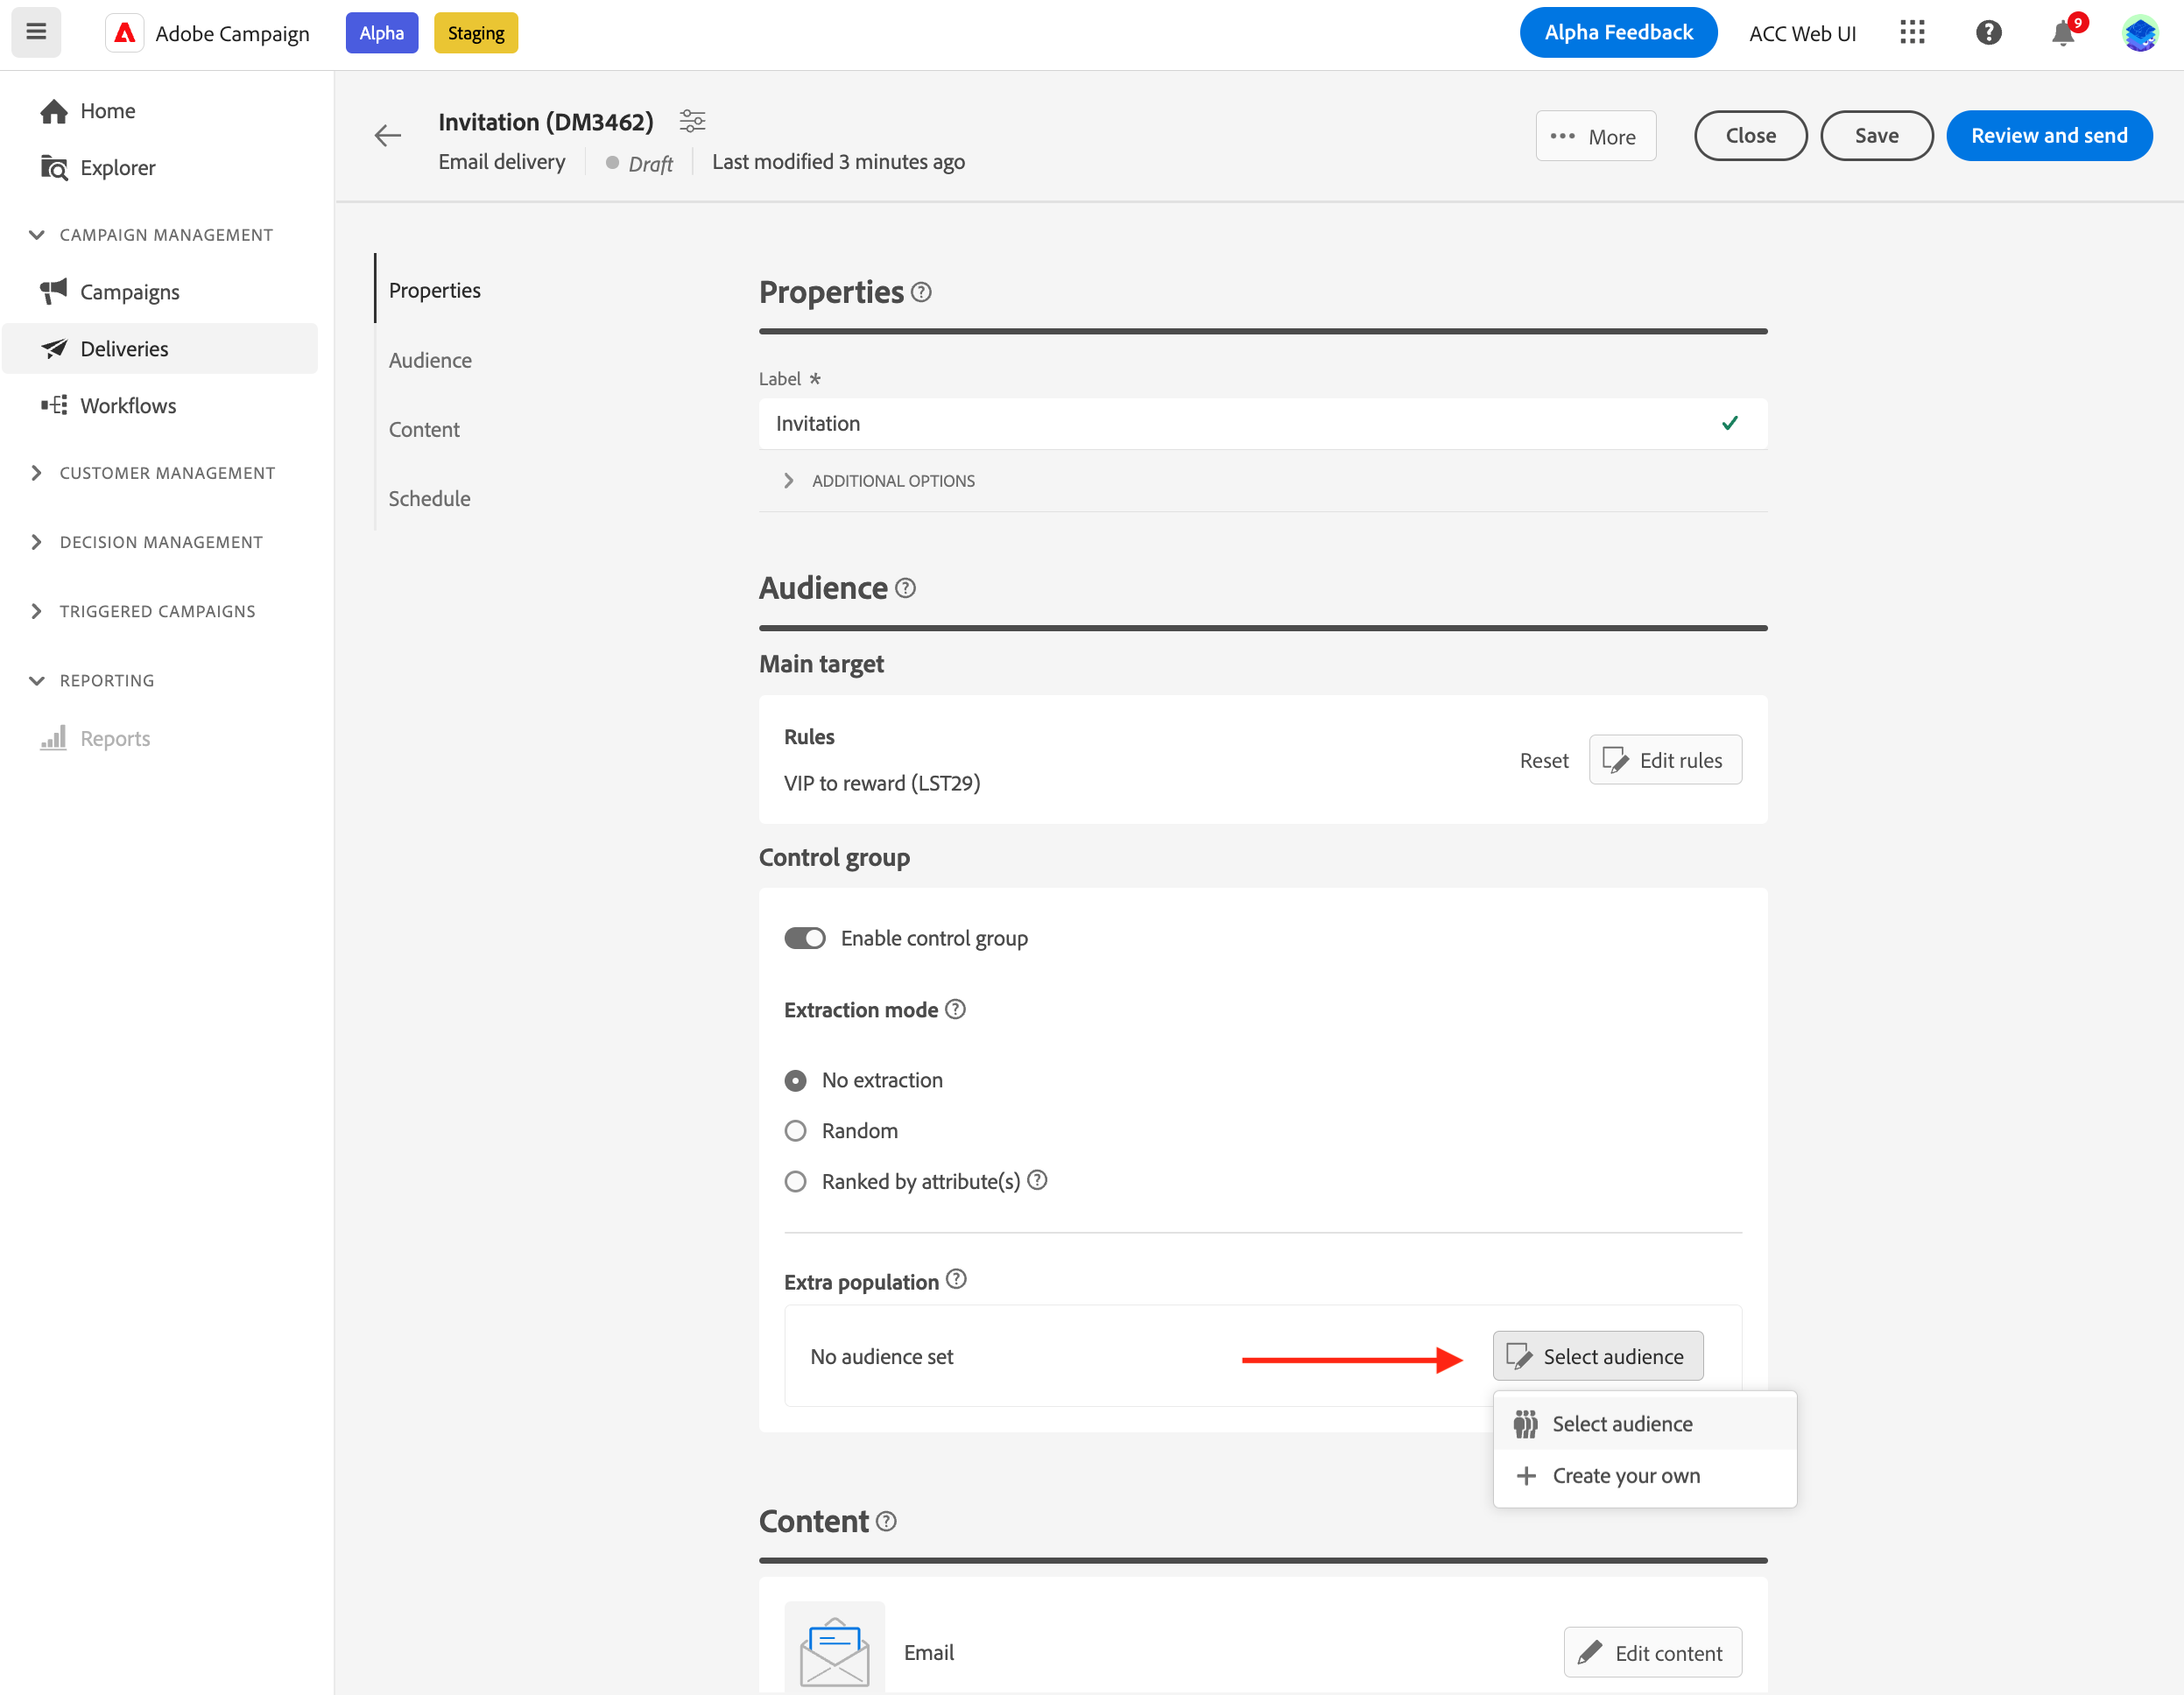 Adobe Campaign Alpha Staging Alpha Feedback ACC Web UI 9
Home
Explorer
CAMPAIGN MANAGEMENT
Campaigns
Deliveries
Workflows
CUSTOMER MANAGEMENT
DECISION MANAGEMENT
TRIGGERED CAMPAIGNS
REPORTING
Reports
Invitation (DM3462)
Email delivery Draft Last modified 3 minutes ago
More Close Save Review and send
Properties
Audience
Content
Schedule
Properties
Label *
Invitation
ADDITIONAL OPTIONS
Audience
Main target
Rules
VIP to reward (LST29)
Reset Edit rules
Control group
Enable control group
Extraction mode
No extraction
Random
Ranked by attribute(s)
Extra population
No audience set Select audience
Select audience
Create your own
Content
Email Edit content